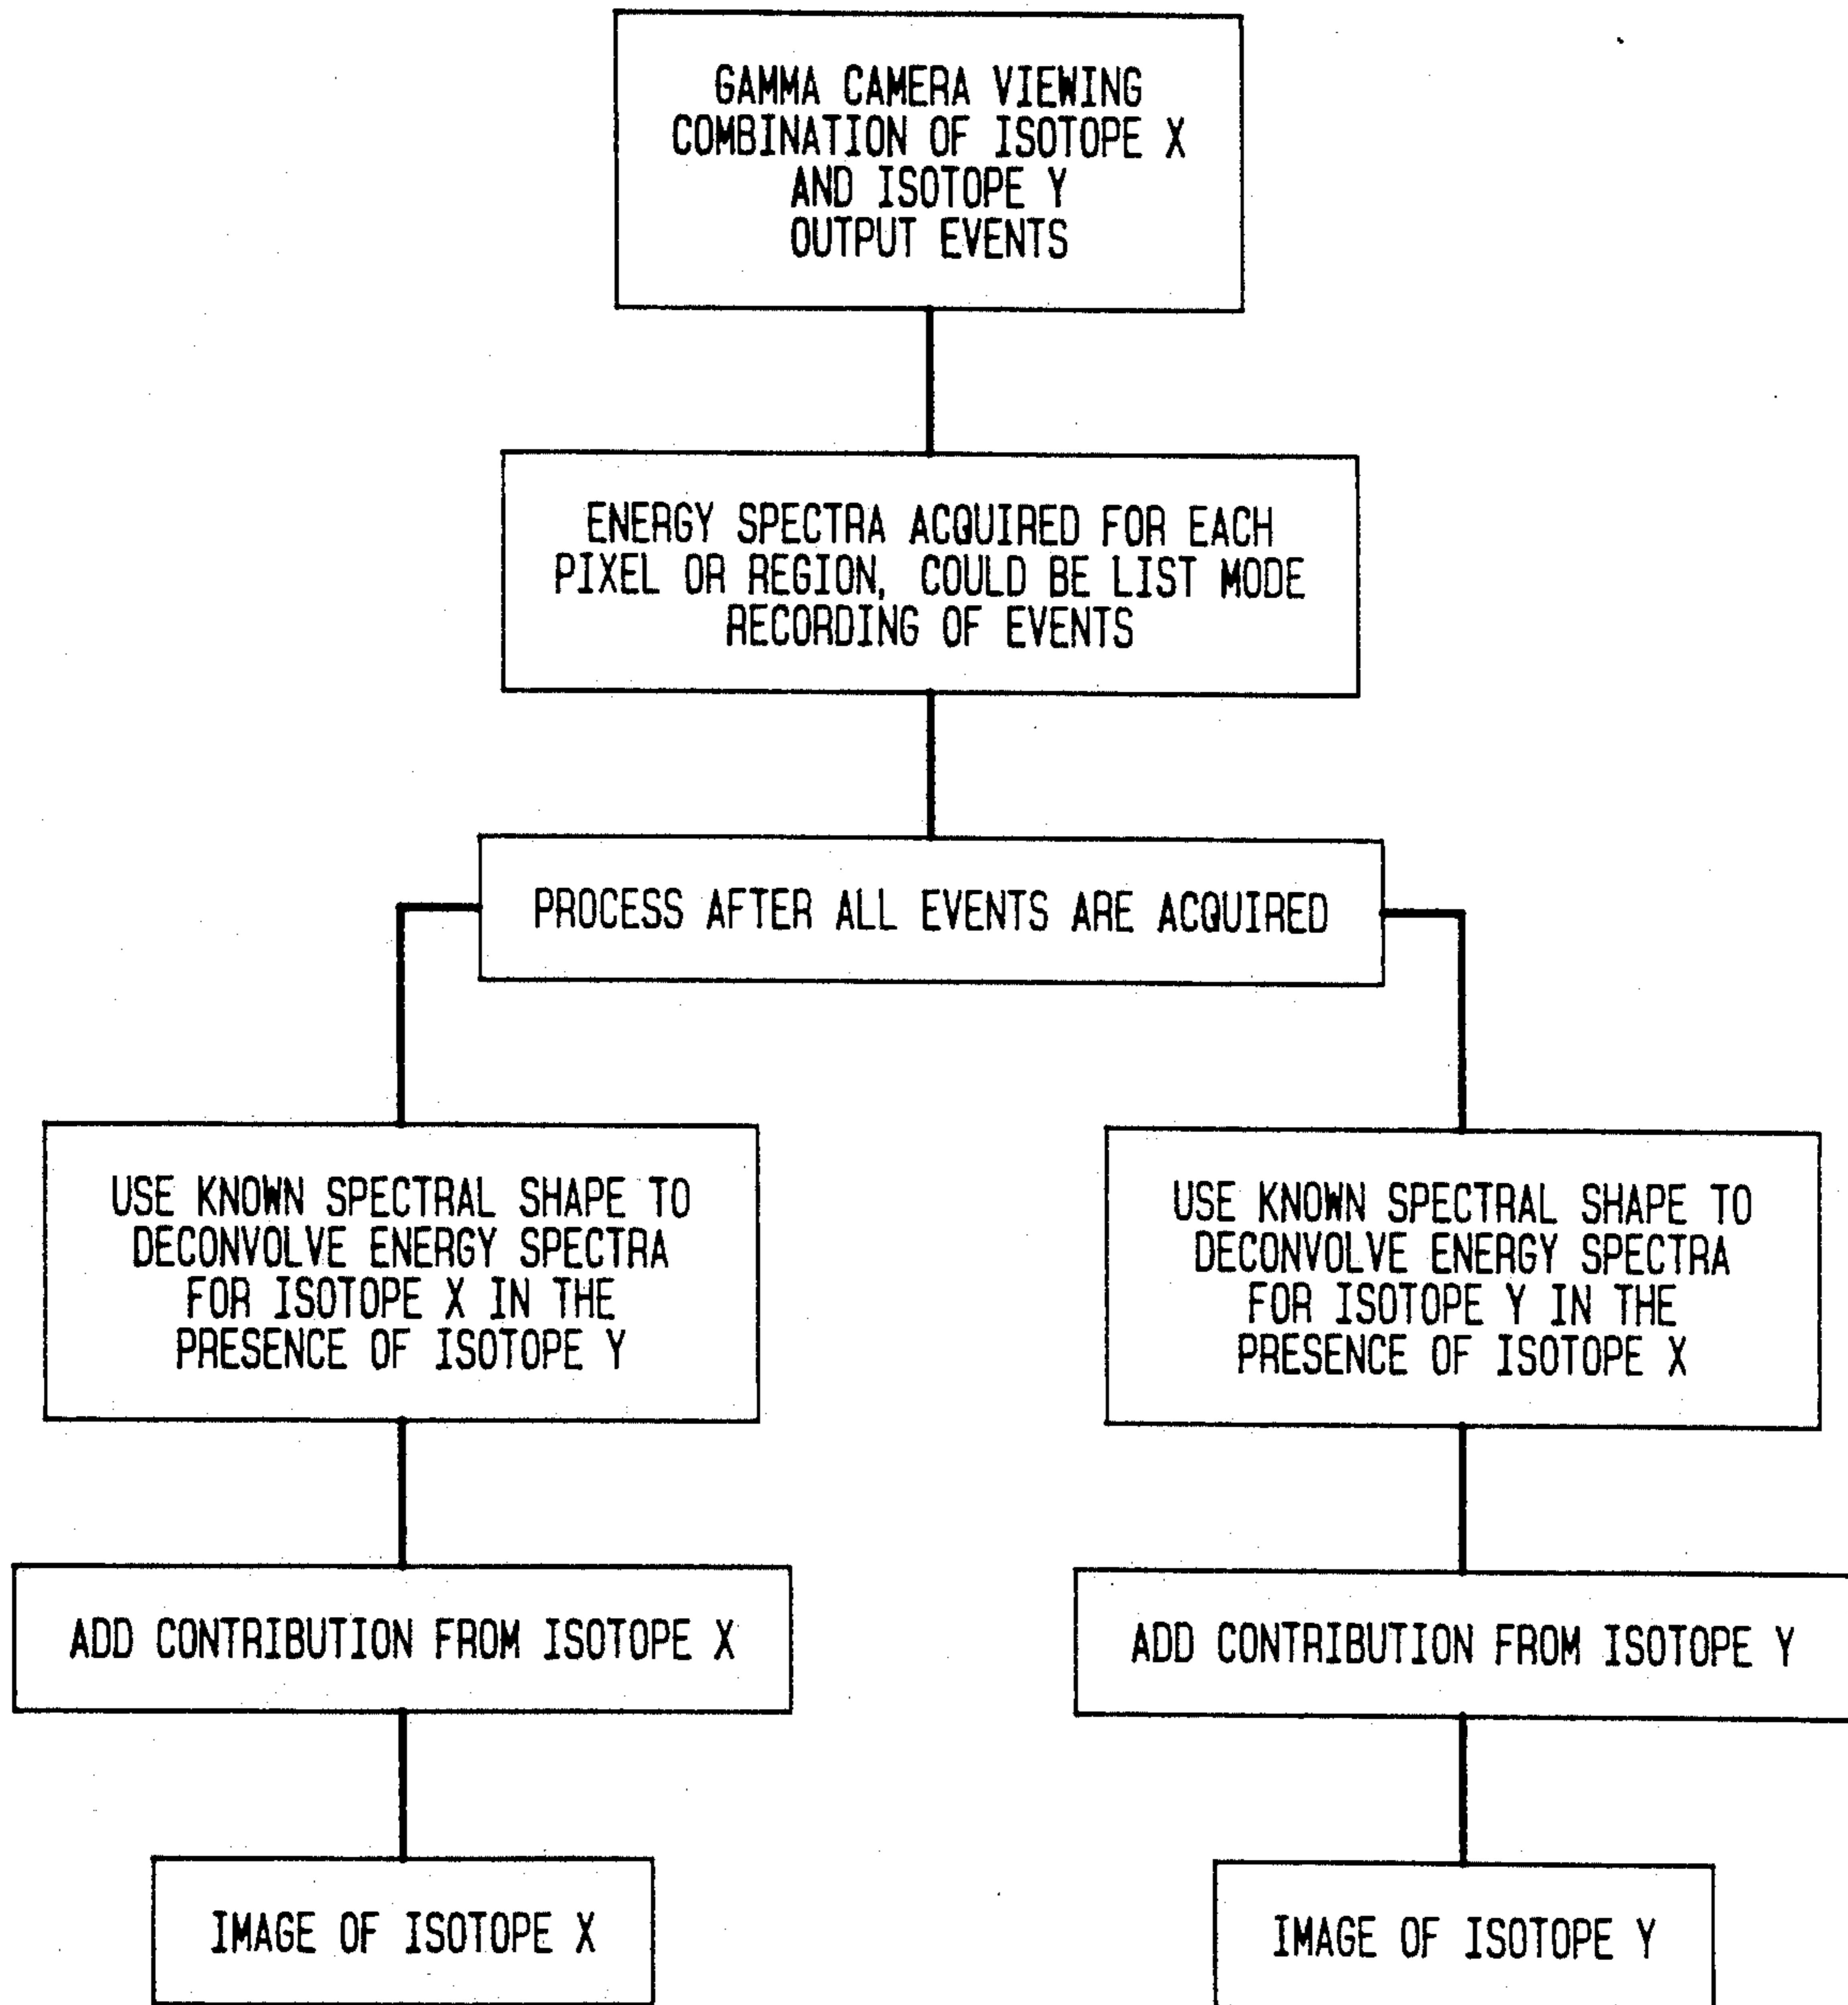 GAMMA CAMERA VIEWING
COMBINATION OF ISOTOPE X
AND ISOTOPE Y
OUTPUT EVENTS
ENERGY SPECTRA ACQUIRED FOR EACH
PIXEL OR REGION, COULD BE LIST MODE
RECORDING OF EVENTS
PROCESS AFTER ALL EVENTS ARE ACQUIRED
USE KNOWN SPECTRAL SHAPE TO
DECONVOLVE ENERGY SPECTRA
FOR ISOTOPE X IN THE
PRESENCE OF ISOTOPE Y
USE KNOWN SPECTRAL SHAPE TO
DECONVOLVE ENERGY SPECTRA
FOR ISOTOPE Y IN THE
PRESENCE OF ISOTOPE X
ADD CONTRIBUTION FROM ISOTOPE X
ADD CONTRIBUTION FROM ISOTOPE Y
IMAGE OF ISOTOPE X
IMAGE OF ISOTOPE Y